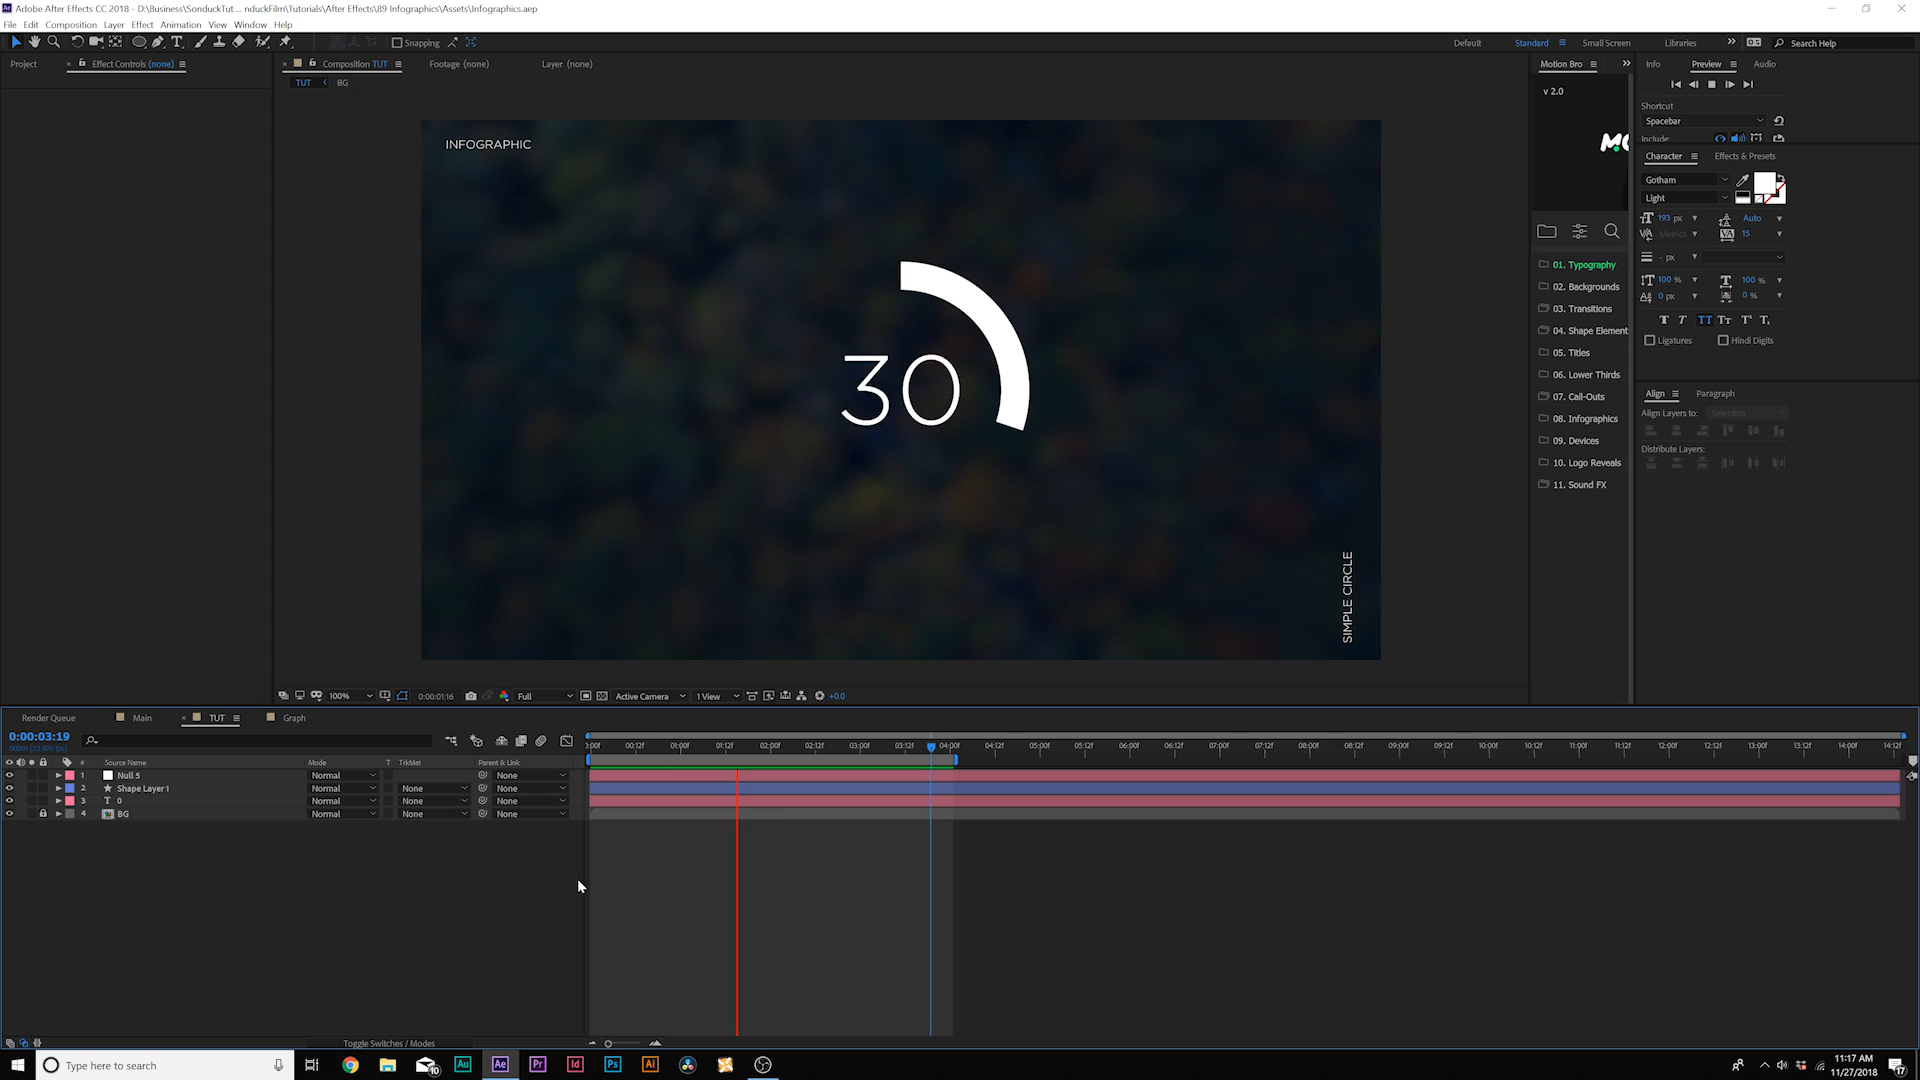 Adobe After Effects CC 2018 - D:\Business\SonduckTut ... nduckFilm\Tutorials\After Effects\89 Infographics\Assets\Infographics.aep
File Edit Composition Layer Effect Animation View Window Help
Snapping
Default Standard Small Screen Libraries Search Help
Project Effect Controls (none)
Composition TUT Footage (none) Layer (none)
TUT BG
Motion Bro
v 2.0
Info Preview Audio
Shortcut
Spacebar
Include:
Character Effects & Presets
Gotham
Light
193 px Auto
Metrics 15
- px
100 % 100 %
0 px 0 %
Ligatures Hindi Digits
Align Paragraph
Align Layers to: Selection
Distribute Layers:
01. Typography
02. Backgrounds
03. Transitions
04. Shape Element
05. Titles
06. Lower Thirds
07. Call-Outs
08. Infographics
09. Devices
10. Logo Reveals
11. Sound FX
INFOGRAPHIC
30
SIMPLE CIRCLE
100% 0:00:01:16 Full Active Camera 1 View +0.0
Render Queue Main TUT Graph
0:00:03:19
00091 (23.976 fps)
:00f 00:12f 01:00f 01:12f 02:00f 02:12f 03:00f 03:12f 04:00f 04:12f 05:00f 05:12f 06:00f 06:12f 07:00f 07:12f 08:00f 08:12f 09:00f 09:12f 10:00f 10:12f 11:00f 11:12f 12:00f 12:12f 13:00f 13:12f 14:00f 14:12f
# Source Name Mode T TrkMat Parent & Link
1 Null 5 Normal None
2 Shape Layer 1 Normal None None
3 T 0 Normal None None
4 BG Normal None None
Toggle Switches / Modes
Type here to search
10
Au Ae Pr Id Ps Ai
11:17 AM
11/27/2018
17